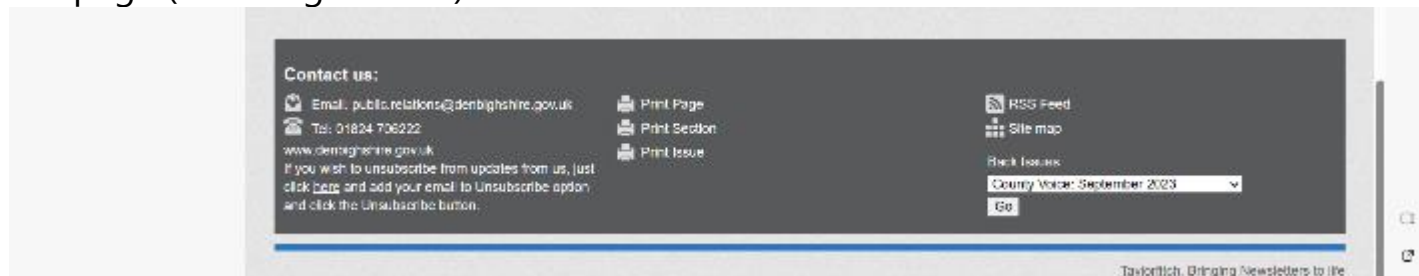 Contact us:
Email: public.relations@denbighshire.gov.uk
Tel: 01824 706222
www.denbighshire.gov.uk
If you wish to unsubscribe from updates from us, just
click here and add your email to Unsubscribe option
and click the Unsubscribe button.
Print Page
Print Section
Print Issue
RSS Feed
Site map
Back Issues
County Voice: September 2023
Go
Taylorfitch. Bringing Newsletters to life